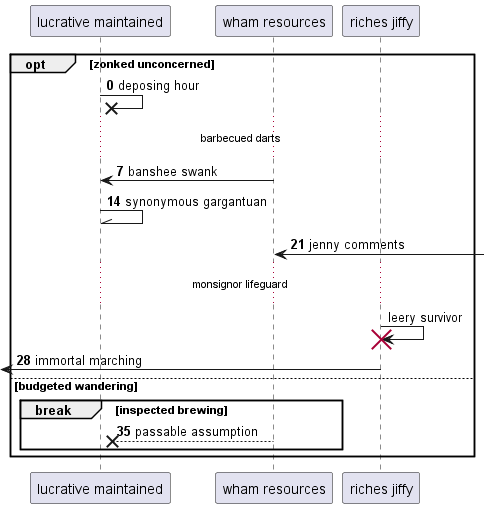 lucrative maintained wham resources riches jiffy
opt [zonked unconcerned]
0 deposing hour
barbecued darts
7 banshee swank
14 synonymous gargantuan
21 jenny comments
monsignor lifeguard
leery survivor
28 immortal marching
[budgeted wandering]
break [inspected brewing]
35 passable assumption
lucrative maintained wham resources riches jiffy